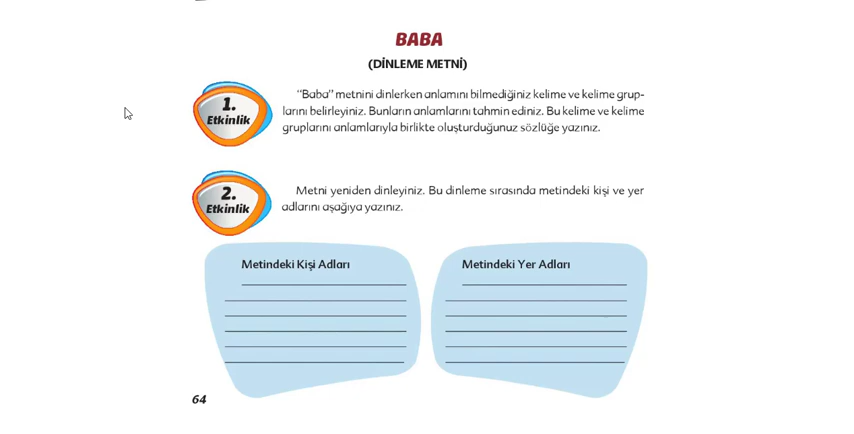 BABA
(DİNLEME METNİ)
1.
Etkinlik
"Baba" metnini dinlerken anlamını bilmediğiniz kelime ve kelime grup-
larını belirleyiniz. Bunların anlamlarını tahmin ediniz. Bu kelime ve kelime
gruplarını anlamlarıyla birlikte oluşturduğunuz sözlüğe yazınız.
2.
Etkinlik
Metni yeniden dinleyiniz. Bu dinleme sırasında metindeki kişi ve yer
adlarını aşağıya yazınız.
Metindeki Kişi Adları
Metindeki Yer Adları
64